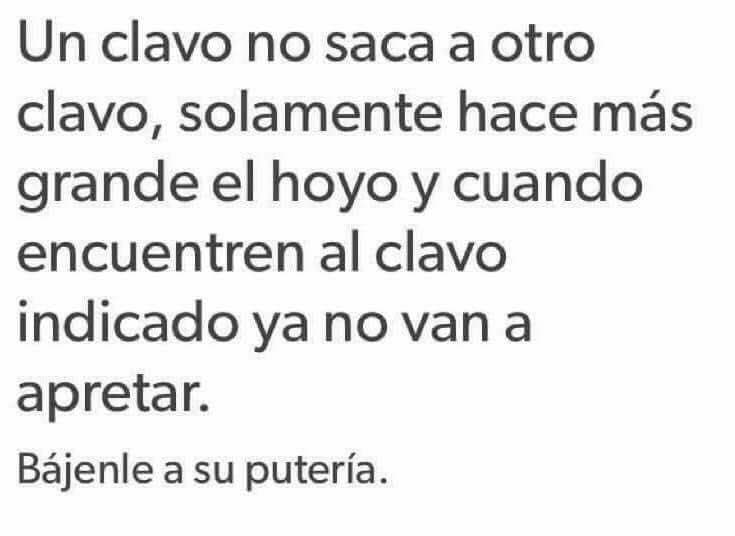 Un clavo no saca a otro
clavo, solamente hace más
grande el hoyo y cuando
encuentren al clavo
indicado ya no van a
apretar.
Bájenle a su putería.